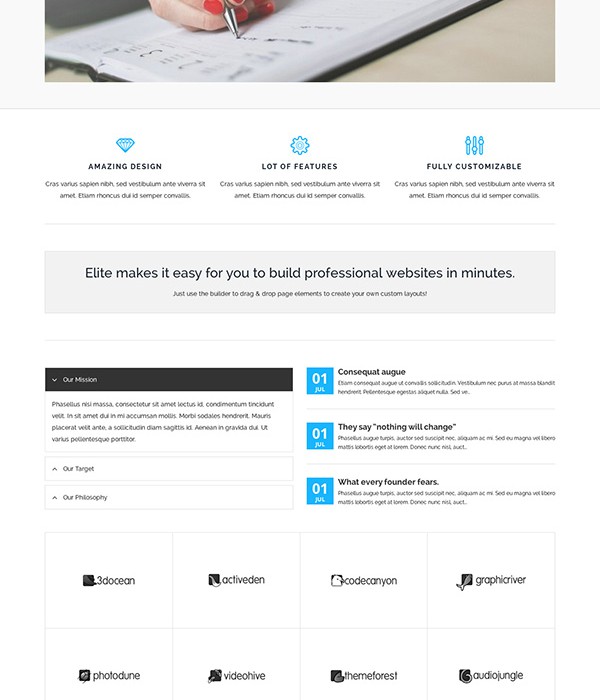 AMAZING DESIGN
Cras varius sapien nibh, sed vestibulum ante viverra sit
amet. Etiam rhoncus dui id semper convallis.
LOT OF FEATURES
Cras varius sapien nibh, sed vestibulum ante viverra sit
amet. Etiam rhoncus dui id semper convallis.
FULLY CUSTOMIZABLE
Cras varius sapien nibh, sed vestibulum ante viverra sit
amet. Etiam rhoncus dui id semper convallis.
Elite makes it easy for you to build professional websites in minutes.
Just use the builder to drag & drop page elements to create your own custom layouts!
Our Mission
Phasellus nisi massa, consectetur sit amet lectus id, condimentum tincidunt
velit. In sit amet dui in mi accumsan mollis. Morbi sodales hendrerit. Mauris
placerat velit ante, a sollicitudin diam sagittis id. Aenean in gravida dui. Ut
varius pellentesque porttitor.
Our Target
Our Philosophy
01
JUL
Consequat augue
Etiam consequat augue ut convallis sollicitudin. Vestibulum nec purus at massa blandit
hendrerit. Pellentesque egestas aliquet nulla. Sed ve...
01
JUL
They say "nothing will change"
Phasellus augue turpis, auctor sed suscipit nec, aliquam ac mi. Sed eu magna vel libero
mattis lobortis eget at lorem. Donec nunc nisl, auct...
01
JUL
What every founder fears.
Phasellus augue turpis, auctor sed suscipit nec, aliquam ac mi. Sed eu magna vel libero
mattis lobortis eget at lorem. Donec nunc nisl, auct...
3docean
activeden
codecanyon
graphicriver
photodune
videohive
themeforest
audiojungle